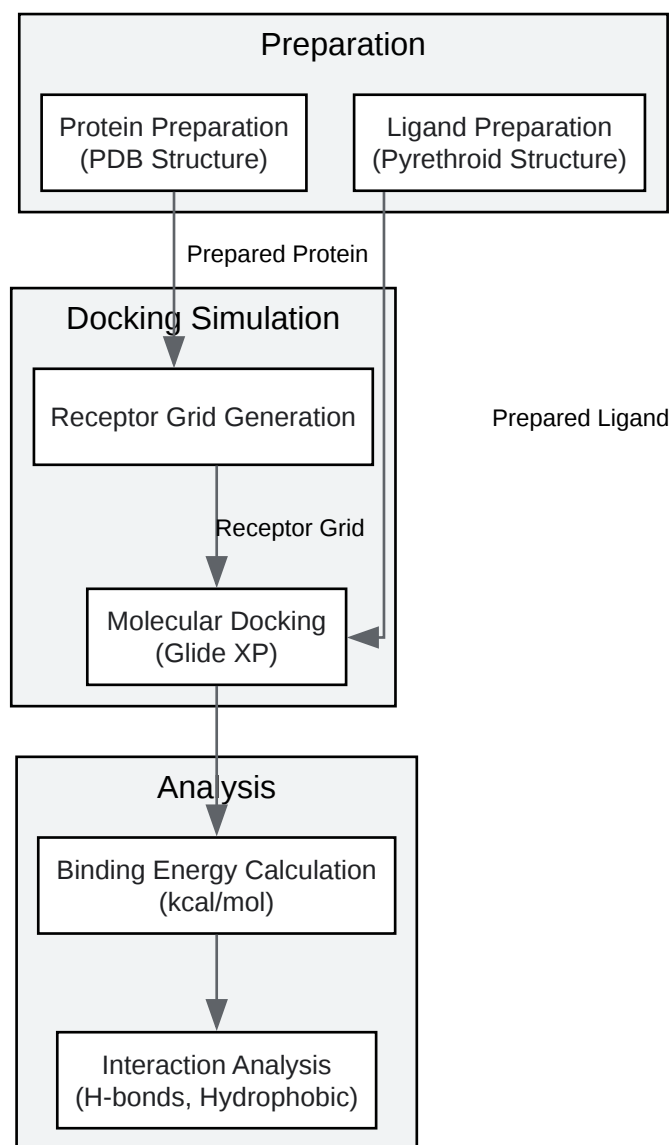 Preparation
Protein Preparation
(PDB Structure)
Ligand Preparation
(Pyrethroid Structure)
Prepared Protein
Docking Simulation
Receptor Grid Generation
Prepared Ligand
Receptor Grid
Molecular Docking
(Glide XP)
Analysis
Binding Energy Calculation
(kcal/mol)
Interaction Analysis
(H-bonds, Hydrophobic)